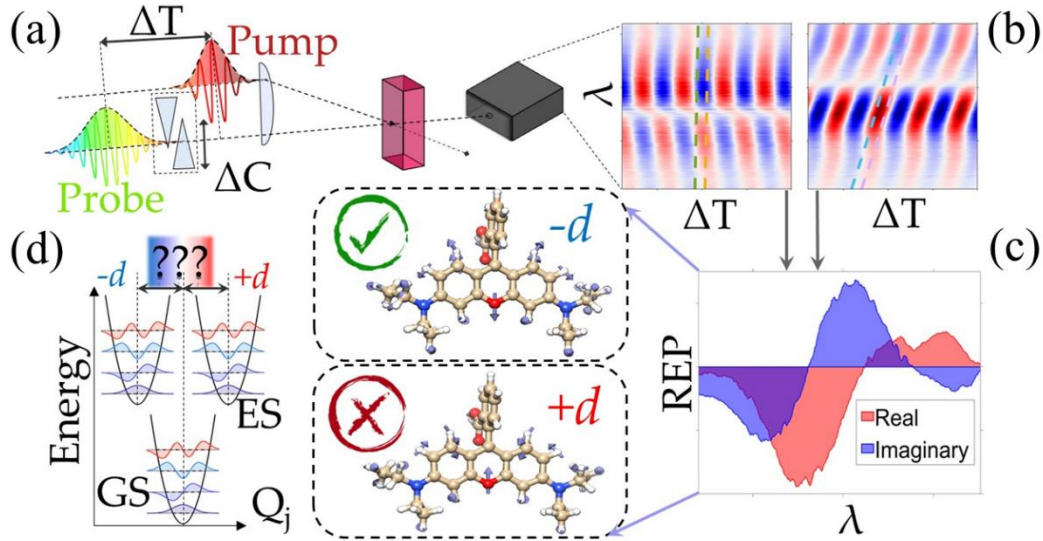 (a)
ΔT
Pump
Probe
ΔC
(b)
λ
ΔT
ΔT
(c)
REP
Real
Imaginary
λ
-d
+d
(d)
???
-d
+d
Energy
ES
GS
Qj